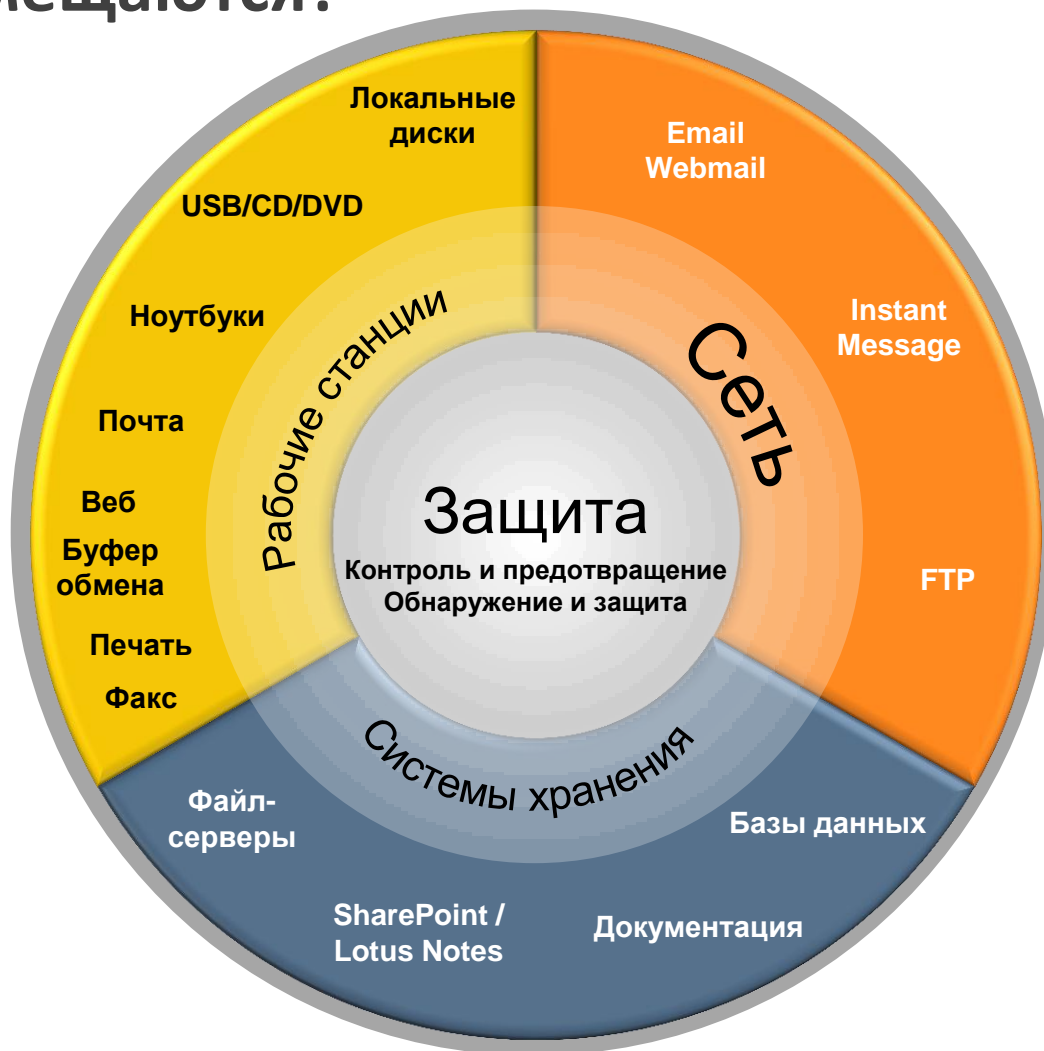 Локальные
диски
USB/CD/DVD
Ноутбуки
Почта
Веб
Буфер
обмена
Печать
Факс
Рабочие станции
Email
Webmail
Instant
Message
FTP
Сеть
Защита
Контроль и предотвращение
Обнаружение и защита
Системы хранения
Файл-
серверы
SharePoint /
Lotus Notes
Документация
Базы данных